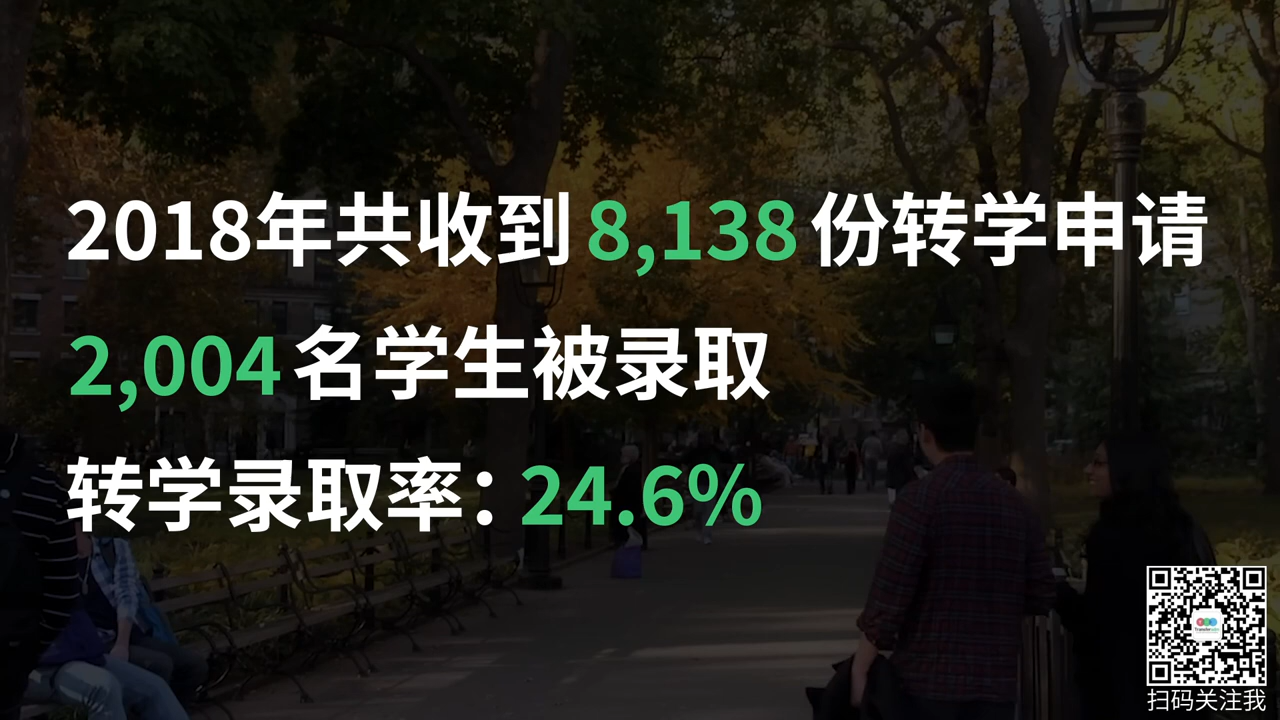 2018年共收到 8,138 份转学申请
2,004 名学生被录取
转学录取率：24.6%
扫码关注我